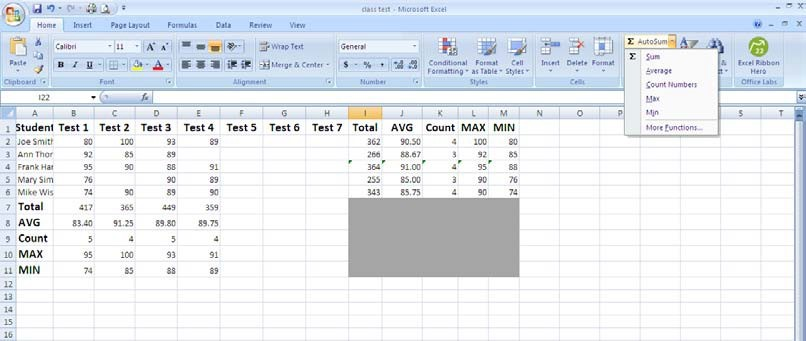 class test - Microsoft Excel
Home Insert Page Layout Formulas Data Review View
Paste Calibri 11 A A Wrap Text General Conditional Formatting Format as Table Cell Styles Insert Delete Format Σ AutoSum Excel Ribbon Hero
B I U Merge & Center $ % , .0 .00 .00 .0
Clipboard Font Alignment Number Styles Cells Office Labs
Σ Sum
Average
Count Numbers
Max
Min
More Functions...
I22 fx
A B C D E F G H I J K L M N O P S T
1 Student Test 1 Test 2 Test 3 Test 4 Test 5 Test 6 Test 7 Total AVG Count MAX MIN
2 Joe Smith 80 100 93 89 362 90.50 4 100 80
3 Ann Thor 92 85 89 266 88.67 3 92 85
4 Frank Har 95 90 88 91 364 91.00 4 95 88
5 Mary Sim 76 90 89 255 85.00 3 90 76
6 Mike Wis 74 90 89 90 343 85.75 4 90 74
7 Total 417 365 449 359
8 AVG 83.40 91.25 89.80 89.75
9 Count 5 4 5 4
10 MAX 95 100 93 91
11 MIN 74 85 88 89
12
13
14
15
16